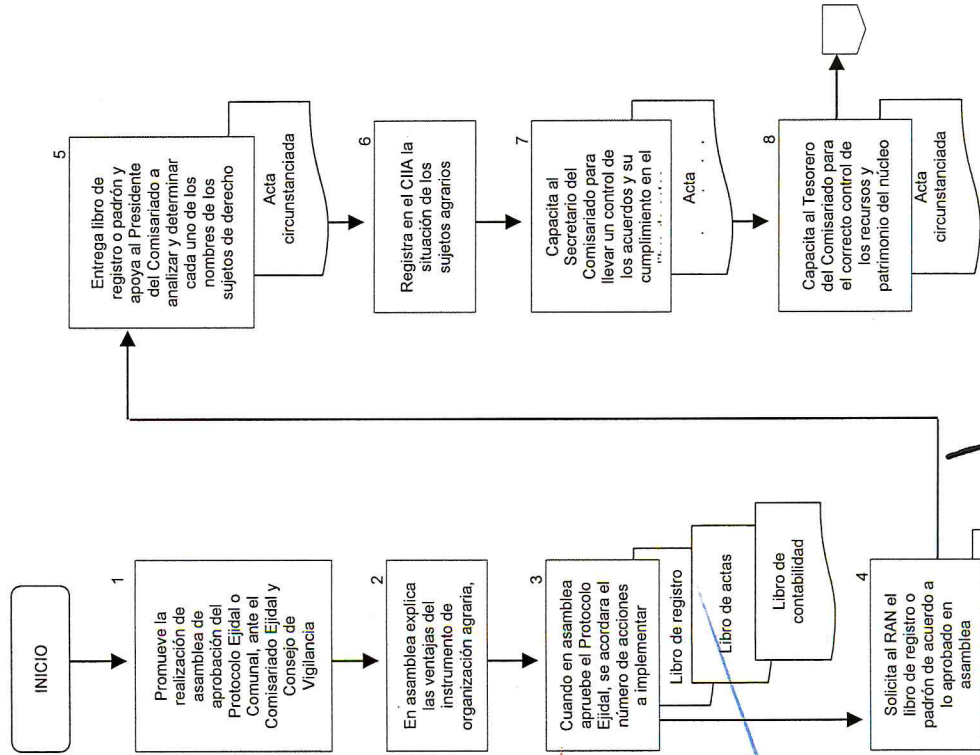 INICIO
1
Promueve la
realización de
asamblea de
aprobación del
Protocolo Ejidal o
Comunal, ante el
Comisariado Ejidal y
Consejo de
Vigilancia
2
En asamblea explica
las ventajas del
instrumento de
organización agraria,
3
Cuando en asamblea
apruebe el Protocolo
Ejidal, se acordara el
número de acciones
a implementar
Libro de registro
Libro de actas
Libro de
contabilidad
4
Solicita al RAN el
libro de registro o
padrón de acuerdo a
lo aprobado en
asamblea
5
Entrega libro de
registro o padrón y
apoya al Presidente
del Comisariado a
analizar y determinar
cada uno de los
nombres de los
sujetos de derecho
Acta
circunstanciada
6
Registra en el CIIA la
situación de los
sujetos agrarios
7
Capacita al
Secretario del
Comisariado para
llevar un control de
los acuerdos y su
cumplimiento en el
Acta
8
Capacita al Tesorero
del Comisariado para
el correcto control de
los recursos y
patrimonio del núcleo
Acta
circunstanciada